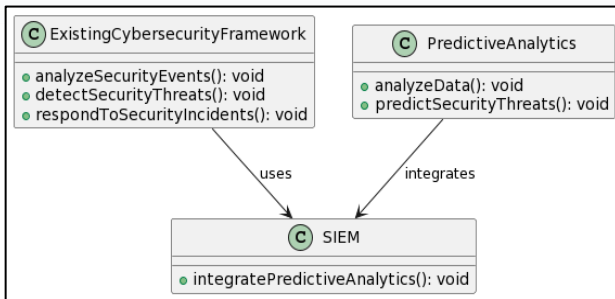 C ExistingCybersecurityFramework
analyzeSecurityEvents(): void
detectSecurityThreats(): void
respondToSecurityIncidents(): void
C PredictiveAnalytics
analyzeData(): void
predictSecurityThreats(): void
uses
integrates
C SIEM
integratePredictiveAnalytics(): void